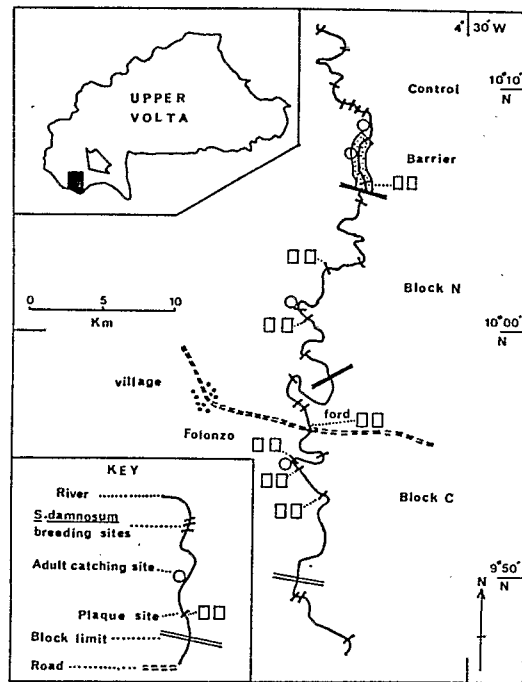 4° 30' W
10° 10'
N
Control
UPPER
VOLTA
Barrier
Block N
0 5 10
Km
10° 00'
N
village
ford
Folonzo
Block C
KEY
River
S.damnosum
breeding sites
Adult catching site
Plaque site
Block limit
Road
9° 50'
N
N